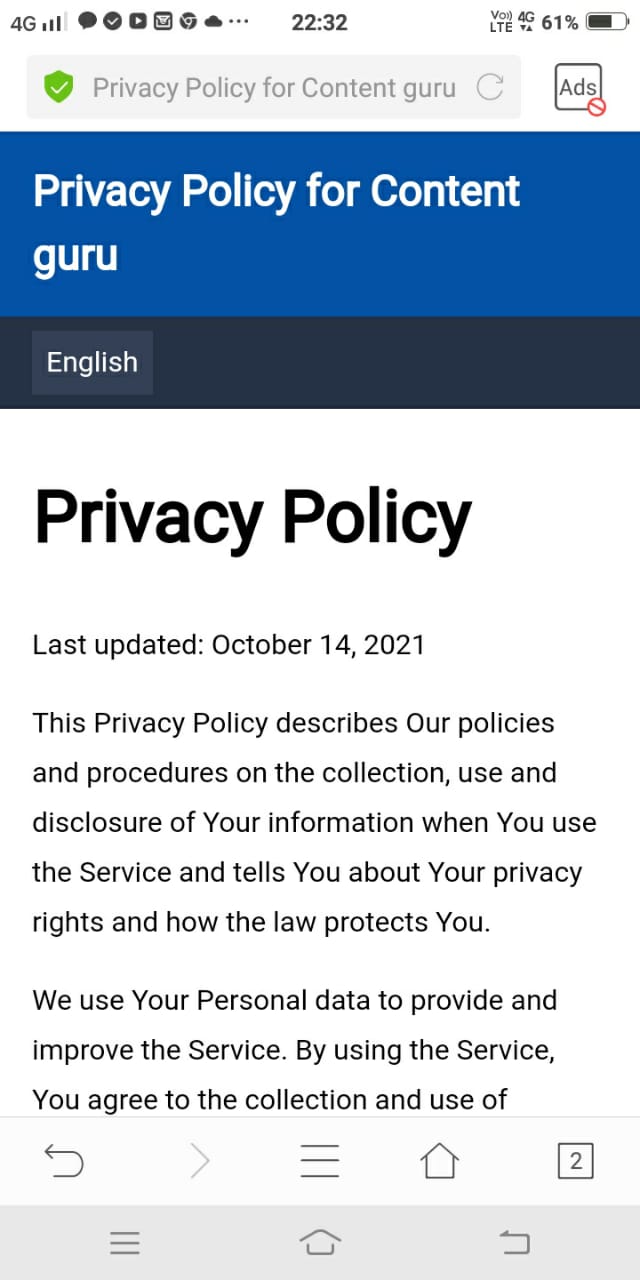 4G 22:32 Vo) LTE 4G 61%
Privacy Policy for Content guru Ads
Privacy Policy for Content
guru
English
Privacy Policy
Last updated: October 14, 2021
This Privacy Policy describes Our policies
and procedures on the collection, use and
disclosure of Your information when You use
the Service and tells You about Your privacy
rights and how the law protects You.
We use Your Personal data to provide and
improve the Service. By using the Service,
You agree to the collection and use of
2